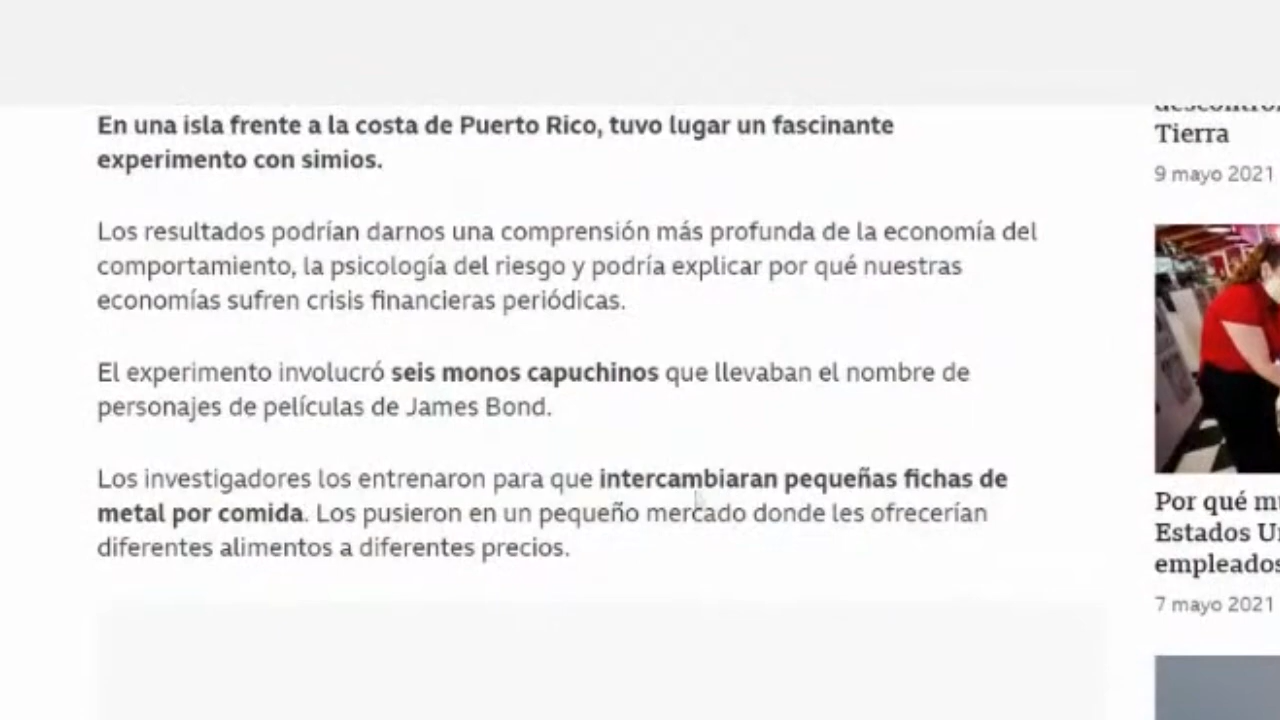 En una isla frente a la costa de Puerto Rico, tuvo lugar un fascinante
experimento con simios.
Los resultados podrían darnos una comprensión más profunda de la economía del
comportamiento, la psicología del riesgo y podría explicar por qué nuestras
economías sufren crisis financieras periódicas.
El experimento involucró seis monos capuchinos que llevaban el nombre de
personajes de películas de James Bond.
Los investigadores los entrenaron para que intercambiaran pequeñas fichas de
metal por comida. Los pusieron en un pequeño mercado donde les ofrecerían
diferentes alimentos a diferentes precios.
Tierra
9 mayo 2021
Por qué
Estados
empleados
7 mayo 2021